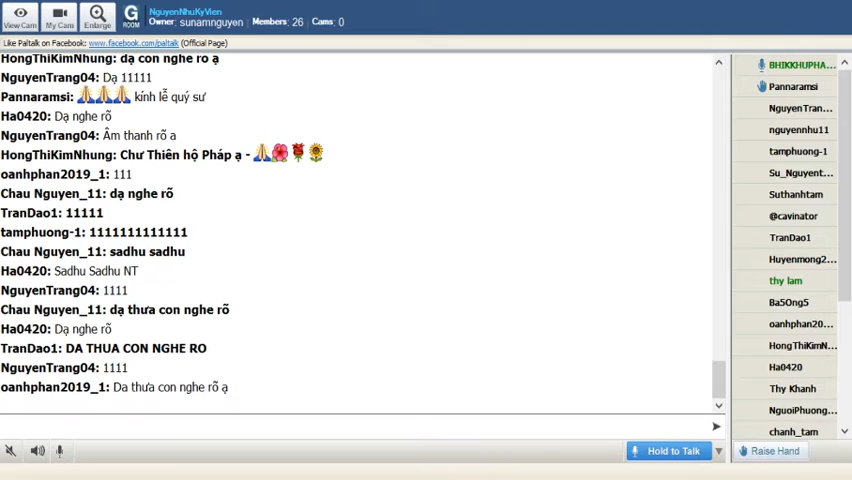 NguyenNhuKyVien
Owner: sunamnguyen Members: 26 Cams: 0
View Cam
My Cam
Enlarge
G
ROOM
Like Paltalk on Facebook: www.facebook.com/paltalk (Official Page)
HongThiKimNhung: dạ con nghe rõ ạ
NguyenTrang04: Dạ 11111
Pannaramsi: kính lễ quý sư
Ha0420: Dạ nghe rõ
NguyenTrang04: Âm thanh rõ a
HongThiKimNhung: Chư Thiên hộ Pháp ạ -
oanhphan2019_1: 111
Chau Nguyen_11: dạ nghe rõ
TranDao1: 11111
tamphuong-1: 1111111111111
Chau Nguyen_11: sadhu sadhu
Ha0420: Sadhu Sadhu NT
NguyenTrang04: 1111
Chau Nguyen_11: dạ thưa con nghe rõ
Ha0420: Dạ nghe rõ
TranDao1: DA THUA CON NGHE RO
NguyenTrang04: 1111
oanhphan2019_1: Da thưa con nghe rõ ạ
Hold to Talk
BHIKKHUPHA...
Pannaramsi
NguyenTran...
nguyennhu11
tamphuong-1
Su_Nguyent...
Suthanhtam
@cavinator
TranDao1
Huyenmong2...
thy lam
Ba5Ong5
oanhphan20...
HongThiKimN...
Ha0420
Thy Khanh
NguoiPhuong...
chanh_tam
Raise Hand